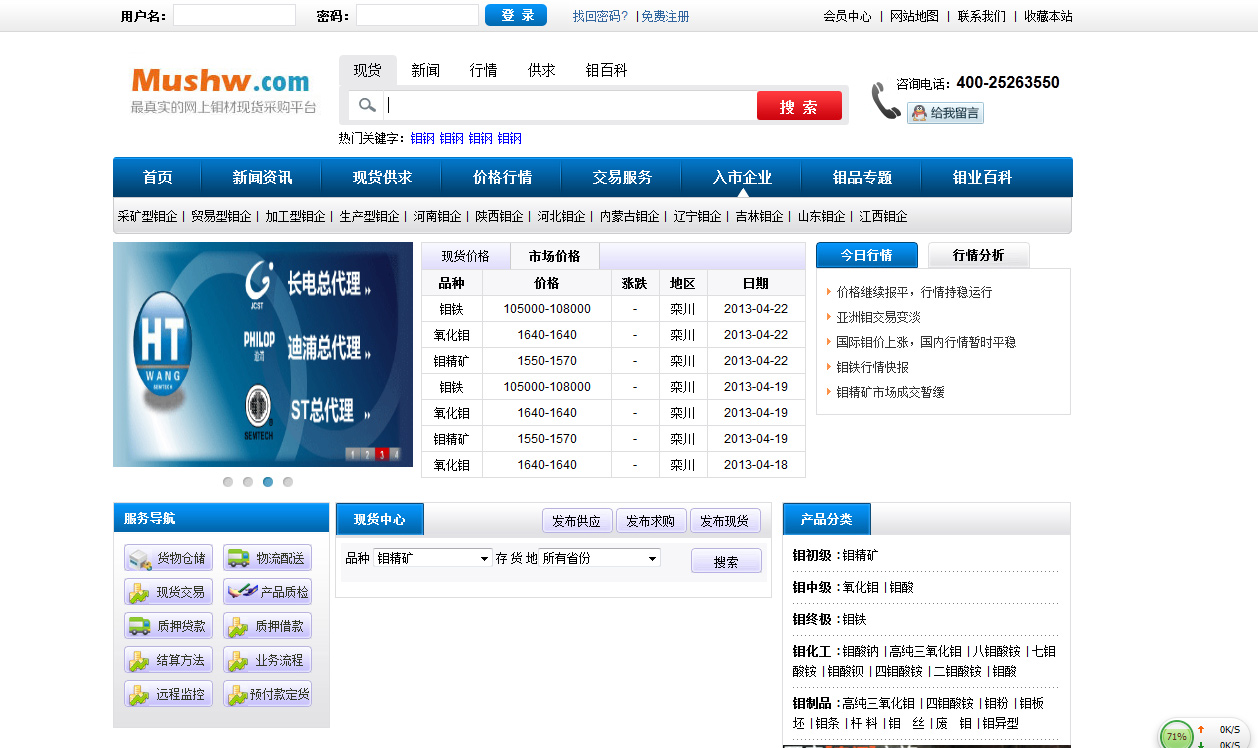 用户名： 密码： 登 录 找回密码? | 免费注册 会员中心 | 网站地图 | 联系我们 | 收藏本站
Mushw.com
最真实的网上钼材现货采购平台
现货 新闻 行情 供求 钼百科
搜 索
热门关键字：钼钢 钼钢 钼钢 钼钢
咨询电话：400-25263550
给我留言
首页 新闻资讯 现货供求 价格行情 交易服务 入市企业 钼品专题 钼业百科
采矿型钼企 | 贸易型钼企 | 加工型钼企 | 生产型钼企 | 河南钼企 | 陕西钼企 | 河北钼企 | 内蒙古钼企 | 辽宁钼企 | 吉林钼企 | 山东钼企 | 江西钼企
HT
WANG
SEMTECH
JCST
长电总代理
PHILOP
迪浦
迪浦总代理
SEMTECH
ST总代理
1 2 3 4
现货价格 市场价格
品种 价格 涨跌 地区 日期
钼铁 105000-108000 - 栾川 2013-04-22
氧化钼 1640-1640 - 栾川 2013-04-22
钼精矿 1550-1570 - 栾川 2013-04-22
钼铁 105000-108000 - 栾川 2013-04-19
氧化钼 1640-1640 - 栾川 2013-04-19
钼精矿 1550-1570 - 栾川 2013-04-19
氧化钼 1640-1640 - 栾川 2013-04-18
今日行情 行情分析
价格继续报平，行情持稳运行
亚洲钼交易变淡
国际钼价上涨，国内行情暂时平稳
钼铁行情快报
钼精矿市场成交暂缓
服务导航
货物仓储 物流配送
现货交易 产品质检
质押贷款 质押借款
结算方法 业务流程
远程监控 预付款定货
现货中心 发布供应 发布求购 发布现货
品种 钼精矿 存 货 地 所有省份 搜索
产品分类
钼初级 : 钼精矿
钼中级 : 氧化钼 | 钼酸
钼终极 : 钼铁
钼化工 : 钼酸钠 | 高纯三氧化钼 | 八钼酸铵 | 七钼
酸铵 | 钼酸钡 | 四钼酸铵 | 二钼酸铵 | 钼酸
钼制品 : 高纯三氧化钼 | 四钼酸铵 | 钼粉 | 钼板
坯 | 钼条 | 杆 料 | 钼 丝 | 废 钼 | 钼异型
71%
0K/S
0K/S